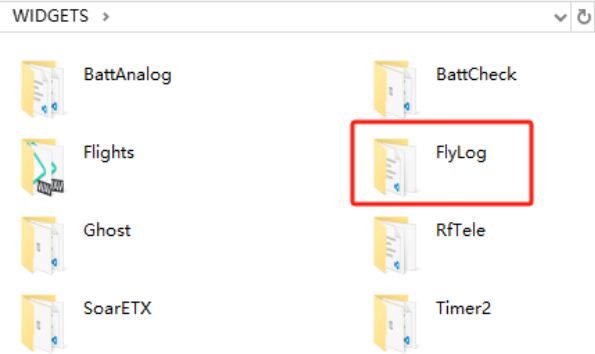 WIDGETS
BattAnalog
BattCheck
Flights
FlyLog
Ghost
RfTele
SoarETX
Timer2